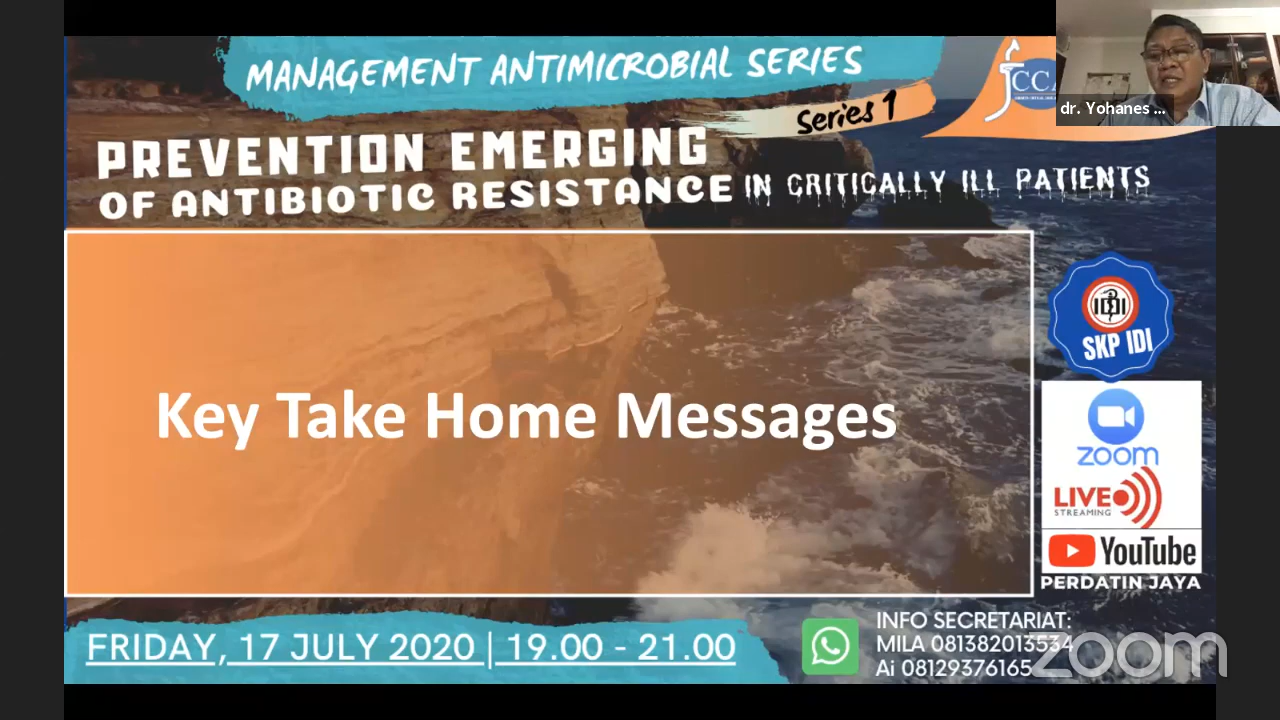 MANAGEMENT ANTIMICROBIAL SERIES
Series 1
PREVENTION EMERGING
OF ANTIBIOTIC RESISTANCE IN CRITICALLY ILL PATIENTS
dr. Yohanes ...
Key Take Home Messages
SKP IDI
zoom
LIVE
STREAMING
YouTube
PERDATIN JAYA
FRIDAY, 17 JULY 2020 | 19.00 - 21.00
INFO SECRETARIAT:
MILA 081382013534
Ai 08129376165
zoom